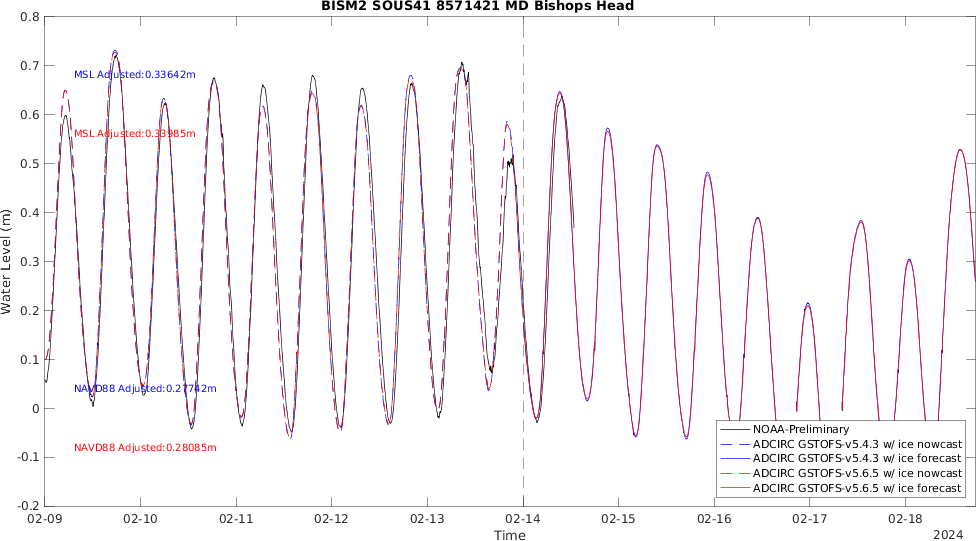 BISM2 SOUS41 8571421 MD Bishops Head
0.8
0.7
0.6
0.5
0.4
0.3
0.2
0.1
0
-0.1
-0.2
Water Level (m)
MSL Adjusted:0.33642m
MSL Adjusted:0.33985m
NAVD88 Adjusted:0.27742m
NAVD88 Adjusted:0.28085m
NOAA-Preliminary
ADCIRC GSTOFS-v5.4.3 w/ ice nowcast
ADCIRC GSTOFS-v5.4.3 w/ ice forecast
ADCIRC GSTOFS-v5.6.5 w/ ice nowcast
ADCIRC GSTOFS-v5.6.5 w/ ice forecast
02-09 02-10 02-11 02-12 02-13 02-14 02-15 02-16 02-17 02-18
Time
2024